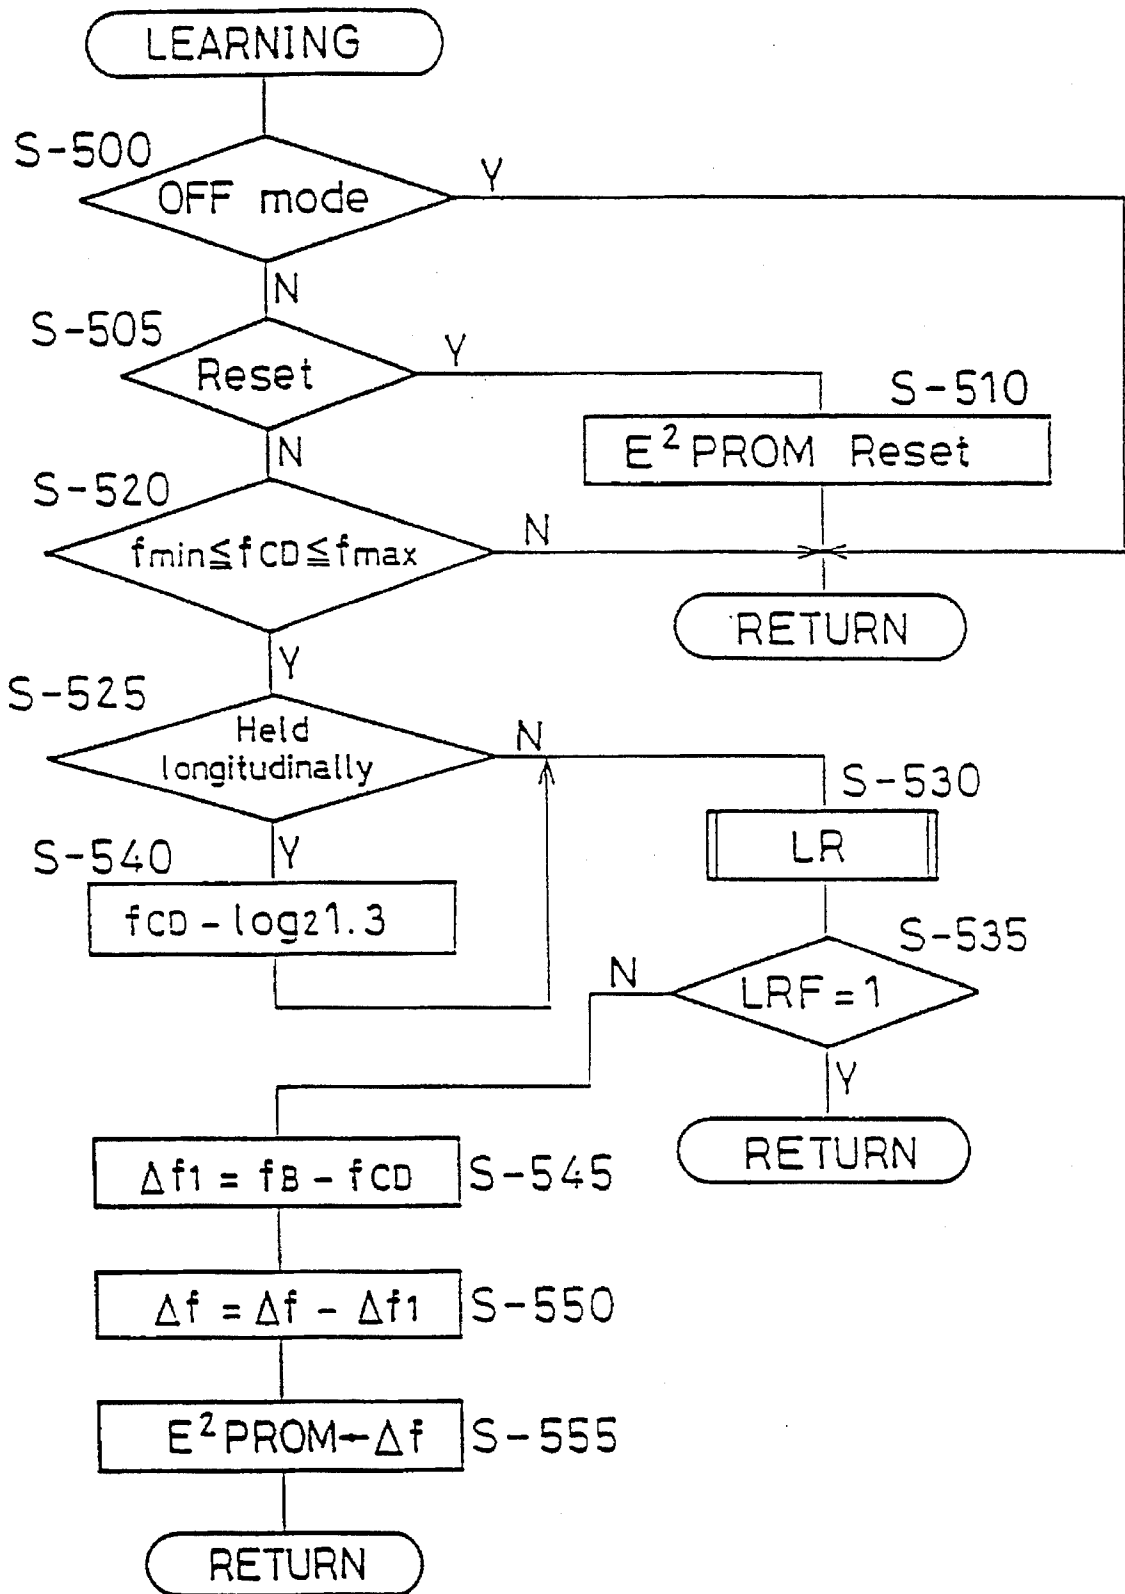 LEARNING
S-500
OFF mode
Y
N
S-505
Reset
Y
N
S-510
E²PROM Reset
S-520
fmin≦fCD≦fmax
N
Y
RETURN
S-525
Held
longitudinally
N
Y
S-530
LR
S-540
fCD - log21.3
S-535
LRF = 1
N
Y
RETURN
Δf1 = fB - fCD
S-545
Δf = Δf - Δf1
S-550
E²PROM←Δf
S-555
RETURN